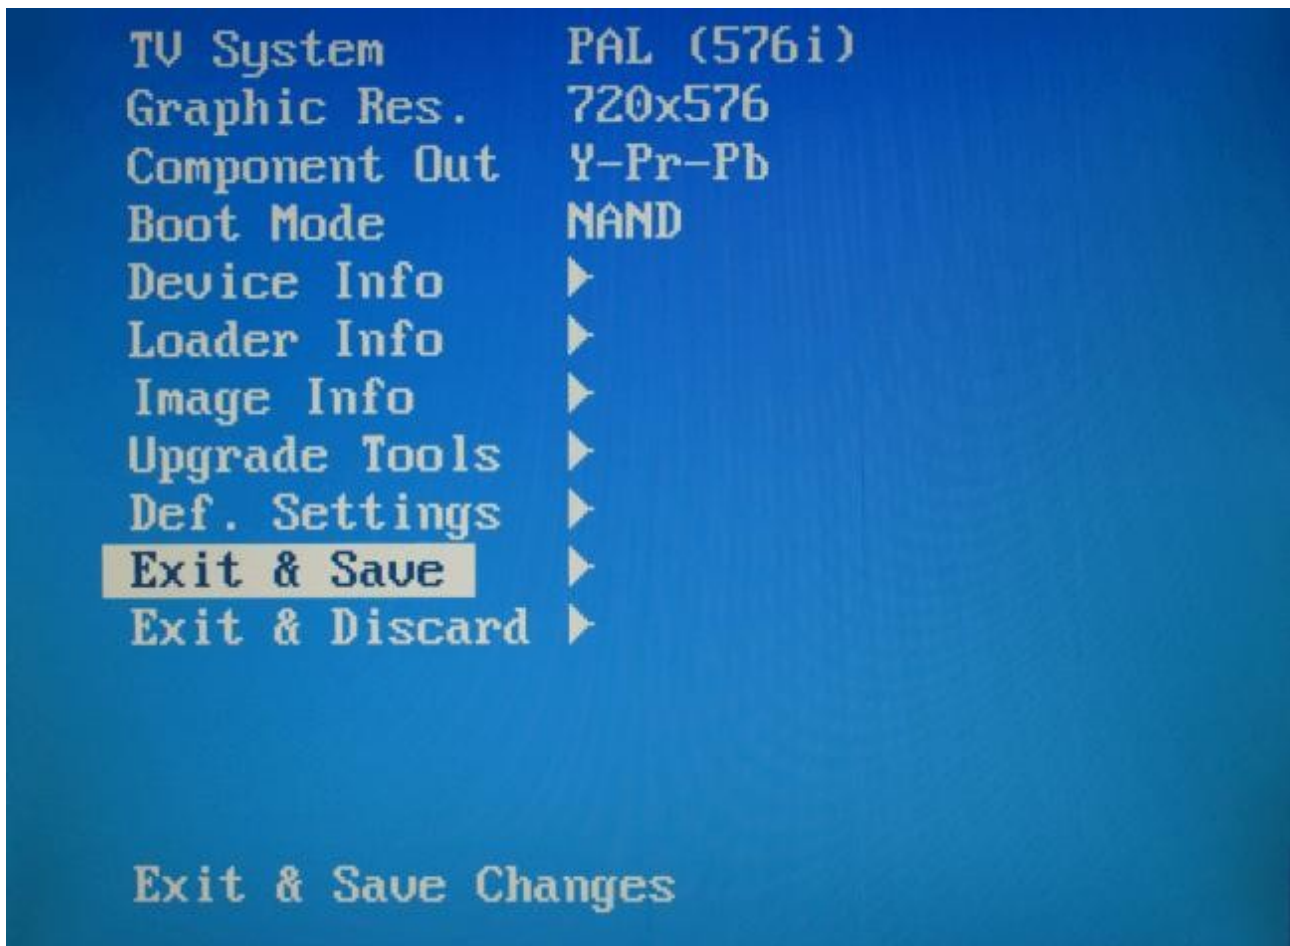 TV System PAL (576i)
Graphic Res. 720x576
Component Out Y-Pr-Pb
Boot Mode NAND
Device Info
Loader Info
Image Info
Upgrade Tools
Def. Settings
Exit & Save
Exit & Discard
Exit & Save Changes